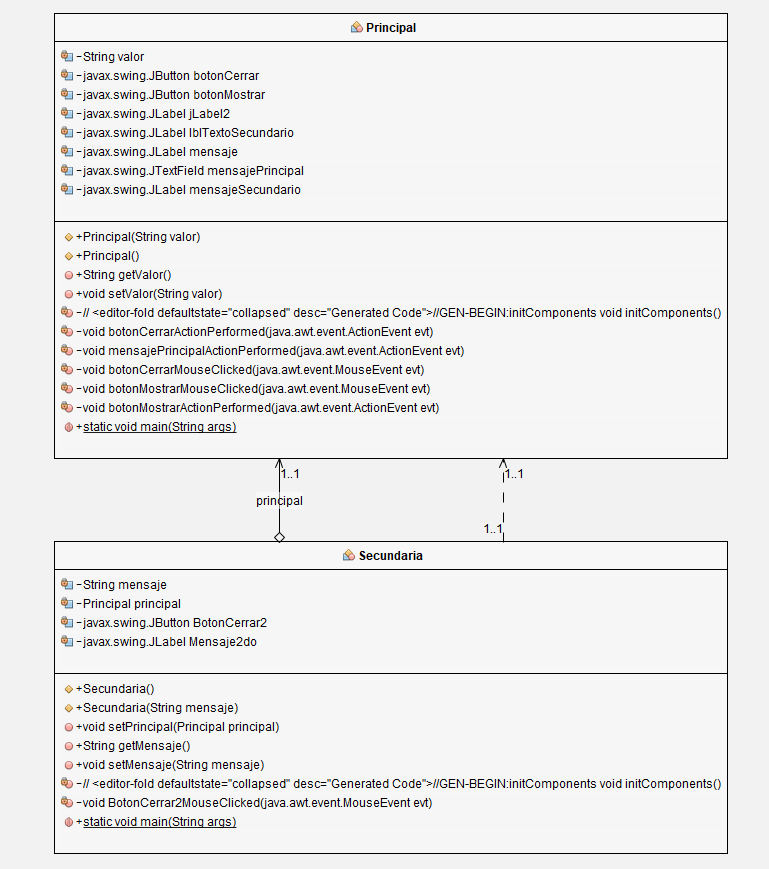 Principal
-String valor
-javax.swing.JButton botonCerrar
-javax.swing.JButton botonMostrar
-javax.swing.JLabel jLabel2
-javax.swing.JLabel lblTextoSecundario
-javax.swing.JLabel mensaje
-javax.swing.JTextField mensajePrincipal
-javax.swing.JLabel mensajeSecundario
+Principal(String valor)
+Principal()
+String getValor()
+void setValor(String valor)
-// <editor-fold defaultstate="collapsed" desc="Generated Code">//GEN-BEGIN:initComponents void initComponents()
-void botonCerrarActionPerformed(java.awt.event.ActionEvent evt)
-void mensajePrincipalActionPerformed(java.awt.event.ActionEvent evt)
-void botonCerrarMouseClicked(java.awt.event.MouseEvent evt)
-void botonMostrarMouseClicked(java.awt.event.MouseEvent evt)
-void botonMostrarActionPerformed(java.awt.event.ActionEvent evt)
+static void main(String args)
1..1 1..1
principal
1..1
Secundaria
-String mensaje
-Principal principal
-javax.swing.JButton BotonCerrar2
-javax.swing.JLabel Mensaje2do
+Secundaria()
+Secundaria(String mensaje)
+void setPrincipal(Principal principal)
+String getMensaje()
+void setMensaje(String mensaje)
-// <editor-fold defaultstate="collapsed" desc="Generated Code">//GEN-BEGIN:initComponents void initComponents()
-void BotonCerrar2MouseClicked(java.awt.event.MouseEvent evt)
+static void main(String args)